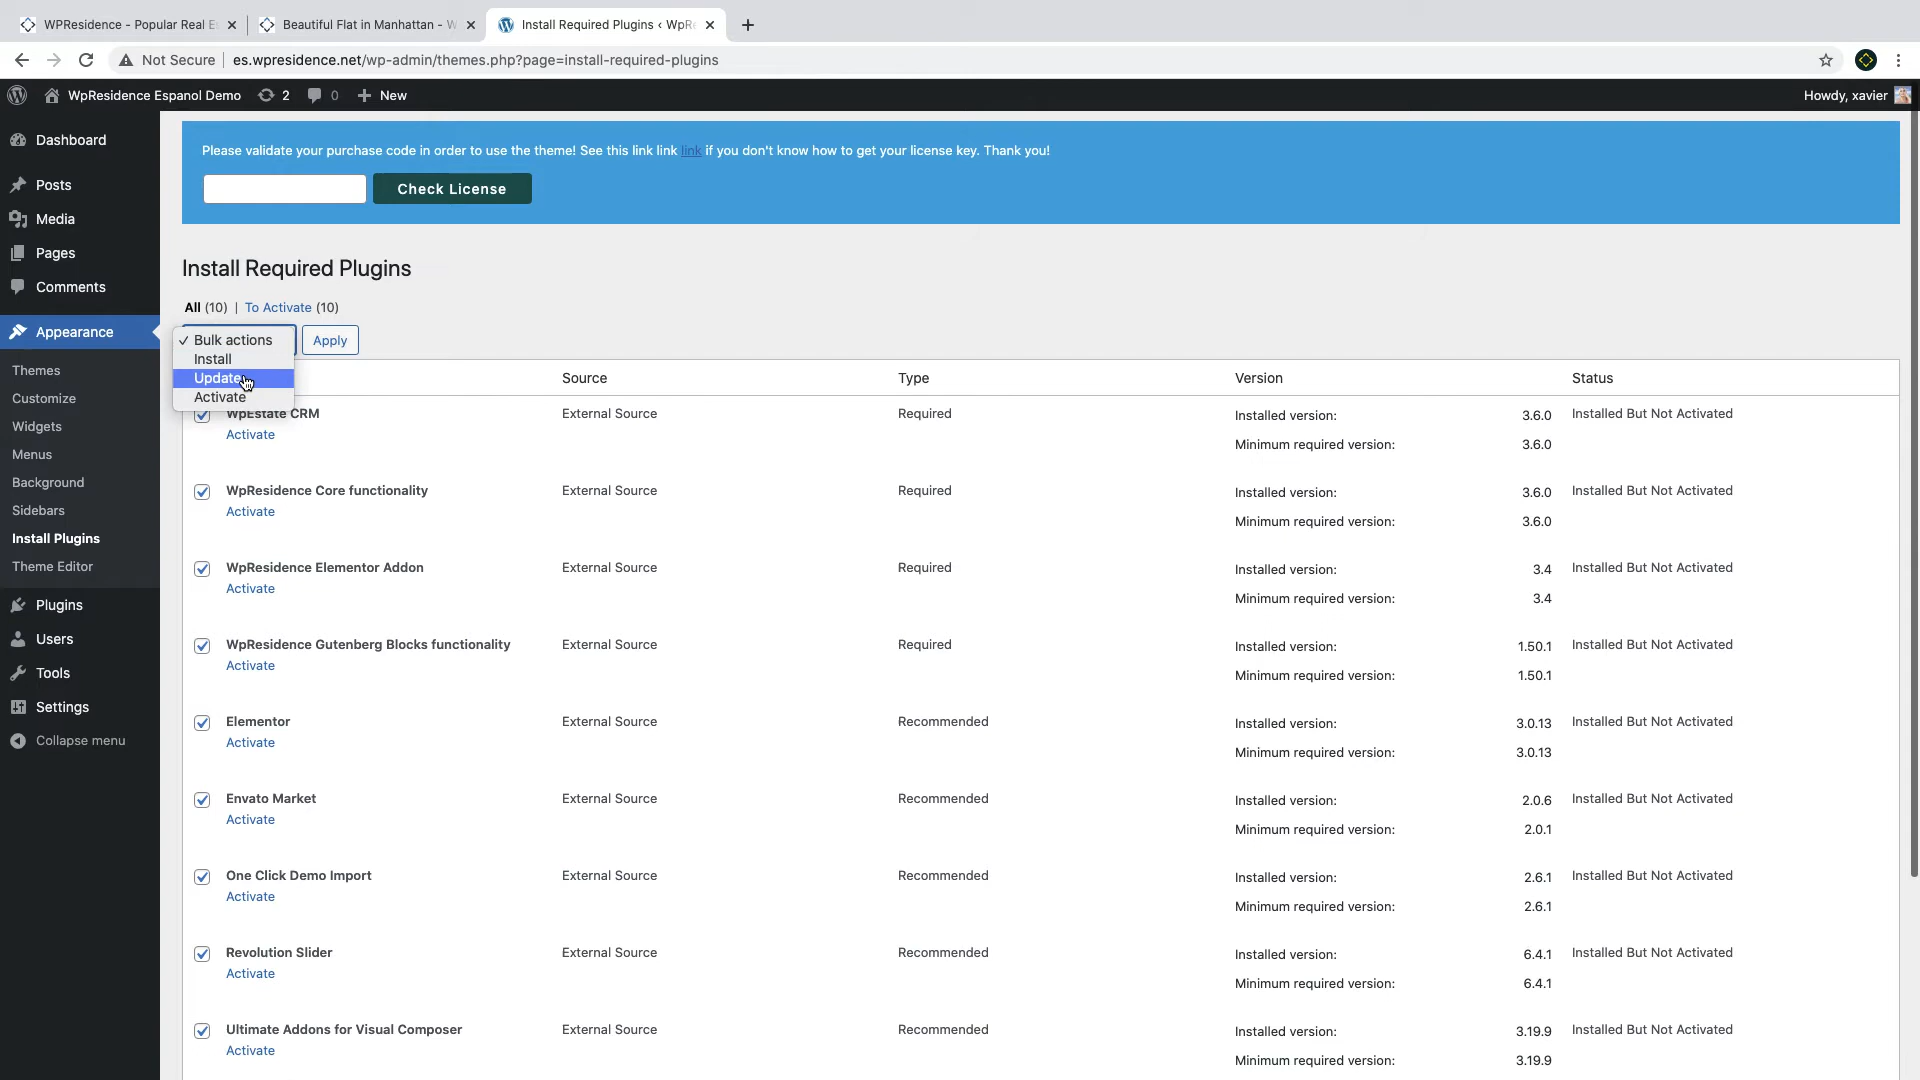 WPResidence - Popular Real E
Beautiful Flat in Manhattan - W
Install Required Plugins ‹ WpRe
Not Secure
es.wpresidence.net/wp-admin/themes.php?page=install-required-plugins
WpResidence Espanol Demo
2
0
New
Howdy, xavier
Dashboard
Posts
Media
Pages
Comments
Appearance
Themes
Customize
Widgets
Menus
Background
Sidebars
Install Plugins
Theme Editor
Plugins
Users
Tools
Settings
Collapse menu
Please validate your purchase code in order to use the theme! See this link link link if you don't know how to get your license key. Thank you!
Check License
Install Required Plugins
All (10) | To Activate (10)
Bulk actions
Install
Update
Activate
Apply
Source Type Version Status
WpEstate CRM External Source Required Installed version: 3.6.0 Installed But Not Activated
Activate Minimum required version: 3.6.0
WpResidence Core functionality External Source Required Installed version: 3.6.0 Installed But Not Activated
Activate Minimum required version: 3.6.0
WpResidence Elementor Addon External Source Required Installed version: 3.4 Installed But Not Activated
Activate Minimum required version: 3.4
WpResidence Gutenberg Blocks functionality External Source Required Installed version: 1.50.1 Installed But Not Activated
Activate Minimum required version: 1.50.1
Elementor External Source Recommended Installed version: 3.0.13 Installed But Not Activated
Activate Minimum required version: 3.0.13
Envato Market External Source Recommended Installed version: 2.0.6 Installed But Not Activated
Activate Minimum required version: 2.0.1
One Click Demo Import External Source Recommended Installed version: 2.6.1 Installed But Not Activated
Activate Minimum required version: 2.6.1
Revolution Slider External Source Recommended Installed version: 6.4.1 Installed But Not Activated
Activate Minimum required version: 6.4.1
Ultimate Addons for Visual Composer External Source Recommended Installed version: 3.19.9 Installed But Not Activated
Activate Minimum required version: 3.19.9